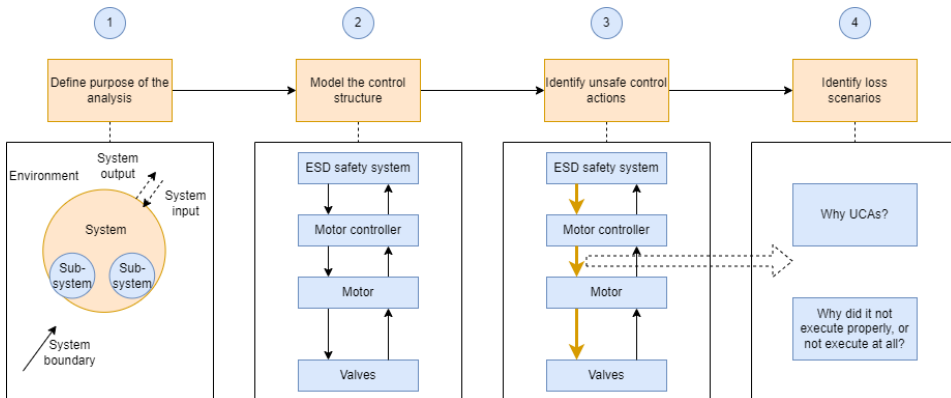 1
2
3
4
Define purpose of the
analysis
Model the control
structure
Identify unsafe control
actions
Identify loss
scenarios
Environment
System
output
System
input
System
Sub-
system
Sub-
system
System
boundary
ESD safety system
Motor controller
Motor
Valves
ESD safety system
Motor controller
Motor
Valves
Why UCAs?
Why did it not
execute properly, or
not execute at all?